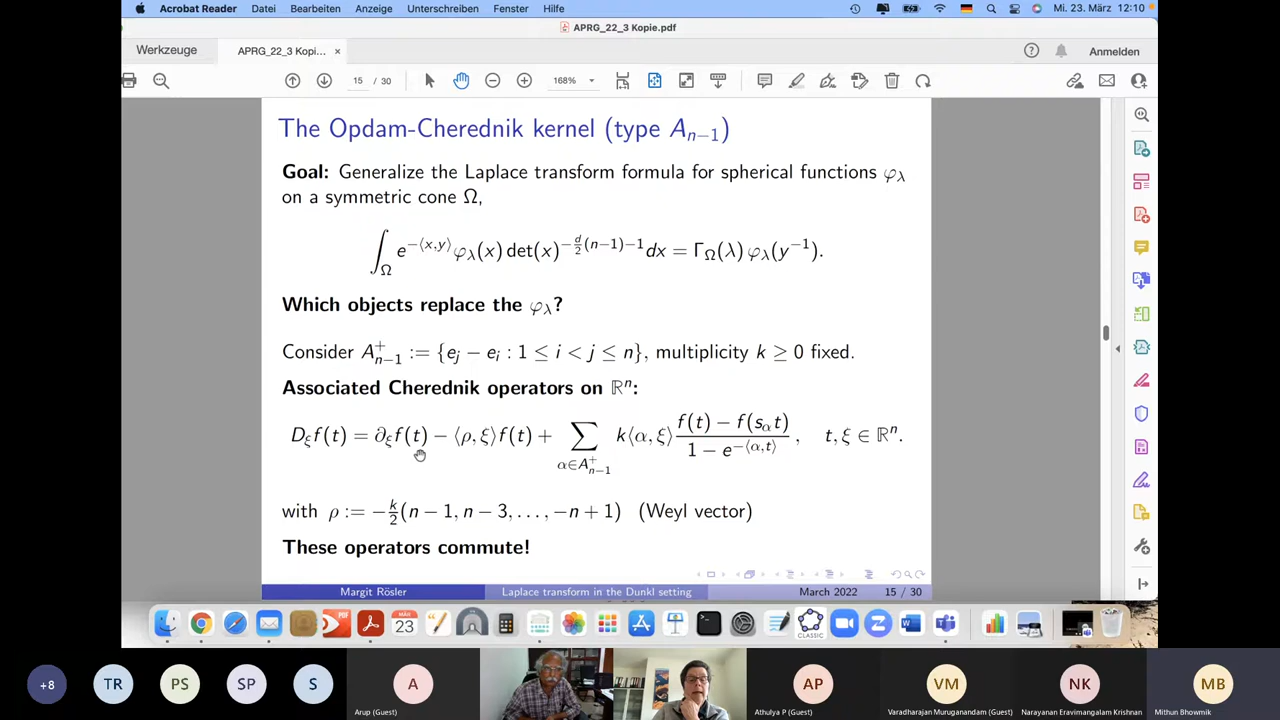 Acrobat Reader Datei Bearbeiten Anzeige Unterschreiben Fenster Hilfe Mi. 23. März 12:10
APRG_22_3 Kopie.pdf
Werkzeuge APRG_22_3 Kopi... × Anmelden
15 / 30 168%
The Opdam-Cherednik kernel (type A_{n−1})
Goal: Generalize the Laplace transform formula for spherical functions φ_λ
on a symmetric cone Ω,
∫_Ω e^{−⟨x,y⟩} φ_λ(x) det(x)^{−\frac{d}{2}(n−1)−1} dx = Γ_Ω(λ) φ_λ(y^{−1}).
Which objects replace the φ_λ?
Consider A^+_{n−1} := {e_j − e_i : 1 ≤ i < j ≤ n}, multiplicity k ≥ 0 fixed.
Associated Cherednik operators on ℝ^n:
D_ξ f(t) = ∂_ξ f(t) − ⟨ρ, ξ⟩f(t) + ∑_{α∈A^+_{n−1}} k⟨α, ξ⟩ \frac{f(t) − f(s_α t)}{1 − e^{−⟨α,t⟩}}, t, ξ ∈ ℝ^n.
with ρ := −\frac{k}{2}(n − 1, n − 3, . . . , −n + 1) (Weyl vector)
These operators commute!
Margit Rösler Laplace transform in the Dunkl setting March 2022 15 / 30
PDF
MÄR
23
CLASSIC
+8 TR PS SP S A AP VM NK MB
Arup (Guest) Athulya P (Guest) Varadharajan Muruganandam (Guest) Narayanan Eravimangalam Krishnan Mithun Bhowmik